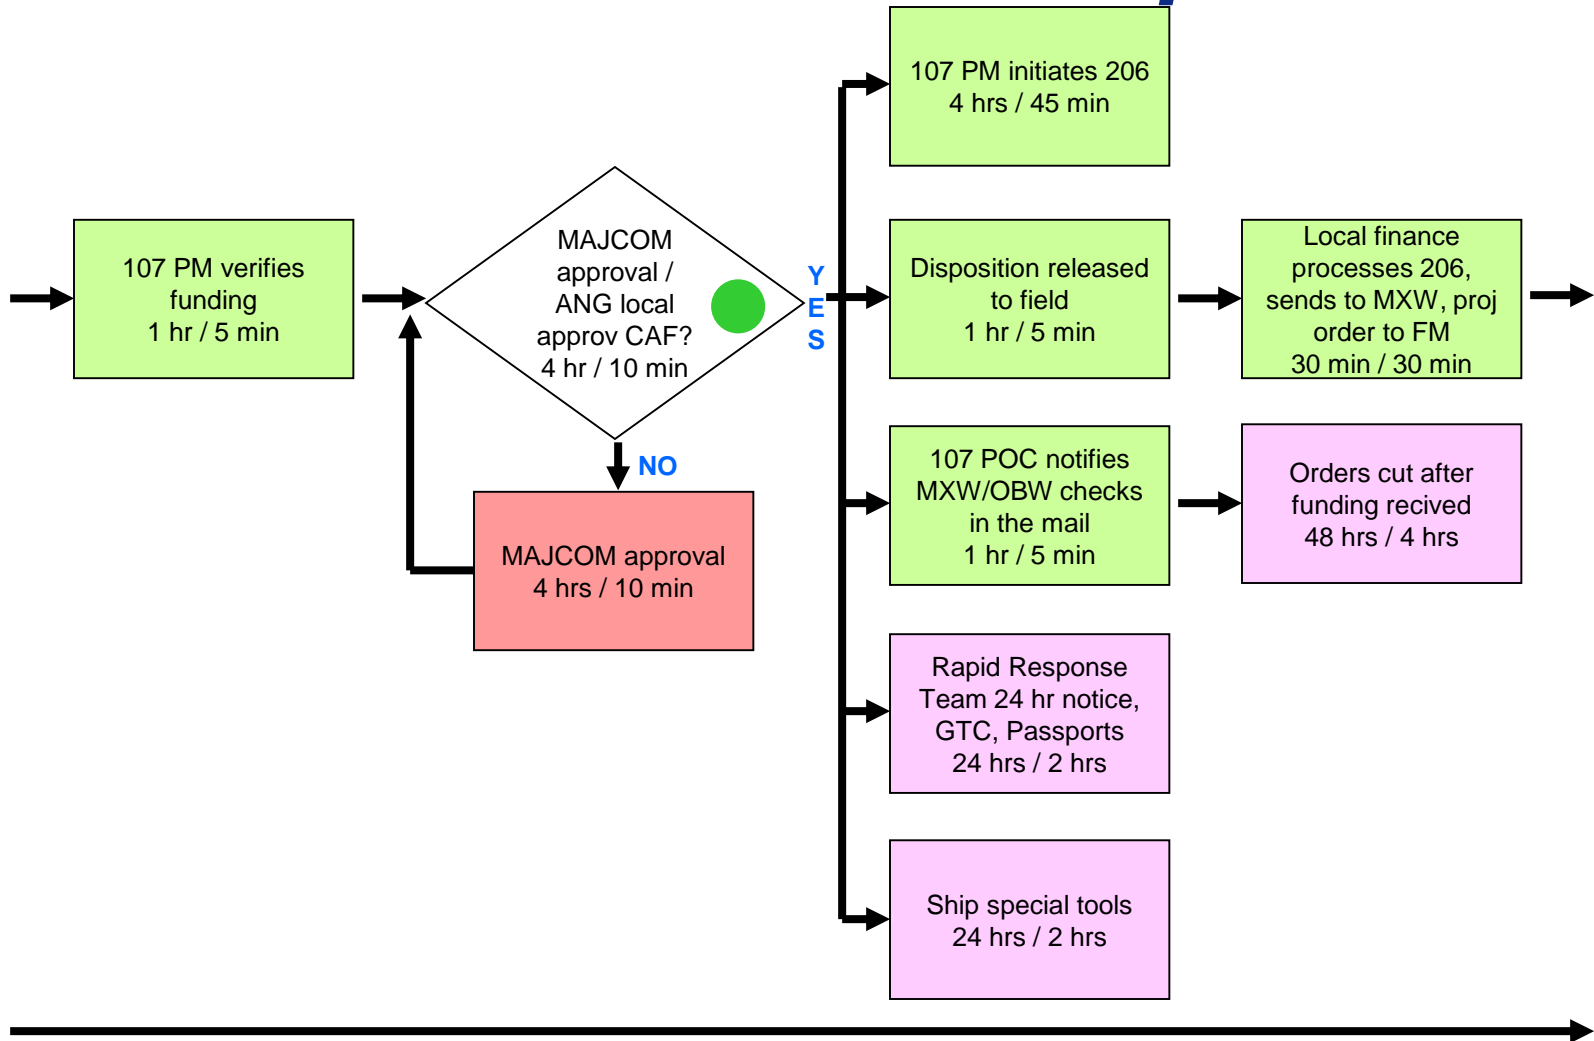 107 PM initiates 206
4 hrs / 45 min
107 PM verifies
funding
1 hr / 5 min
MAJCOM
approval /
ANG local
approv CAF?
4 hr / 10 min
Y
E
S
NO
MAJCOM approval
4 hrs / 10 min
Disposition released
to field
1 hr / 5 min
Local finance
processes 206,
sends to MXW, proj
order to FM
30 min / 30 min
107 POC notifies
MXW/OBW checks
in the mail
1 hr / 5 min
Orders cut after
funding recived
48 hrs / 4 hrs
Rapid Response
Team 24 hr notice,
GTC, Passports
24 hrs / 2 hrs
Ship special tools
24 hrs / 2 hrs